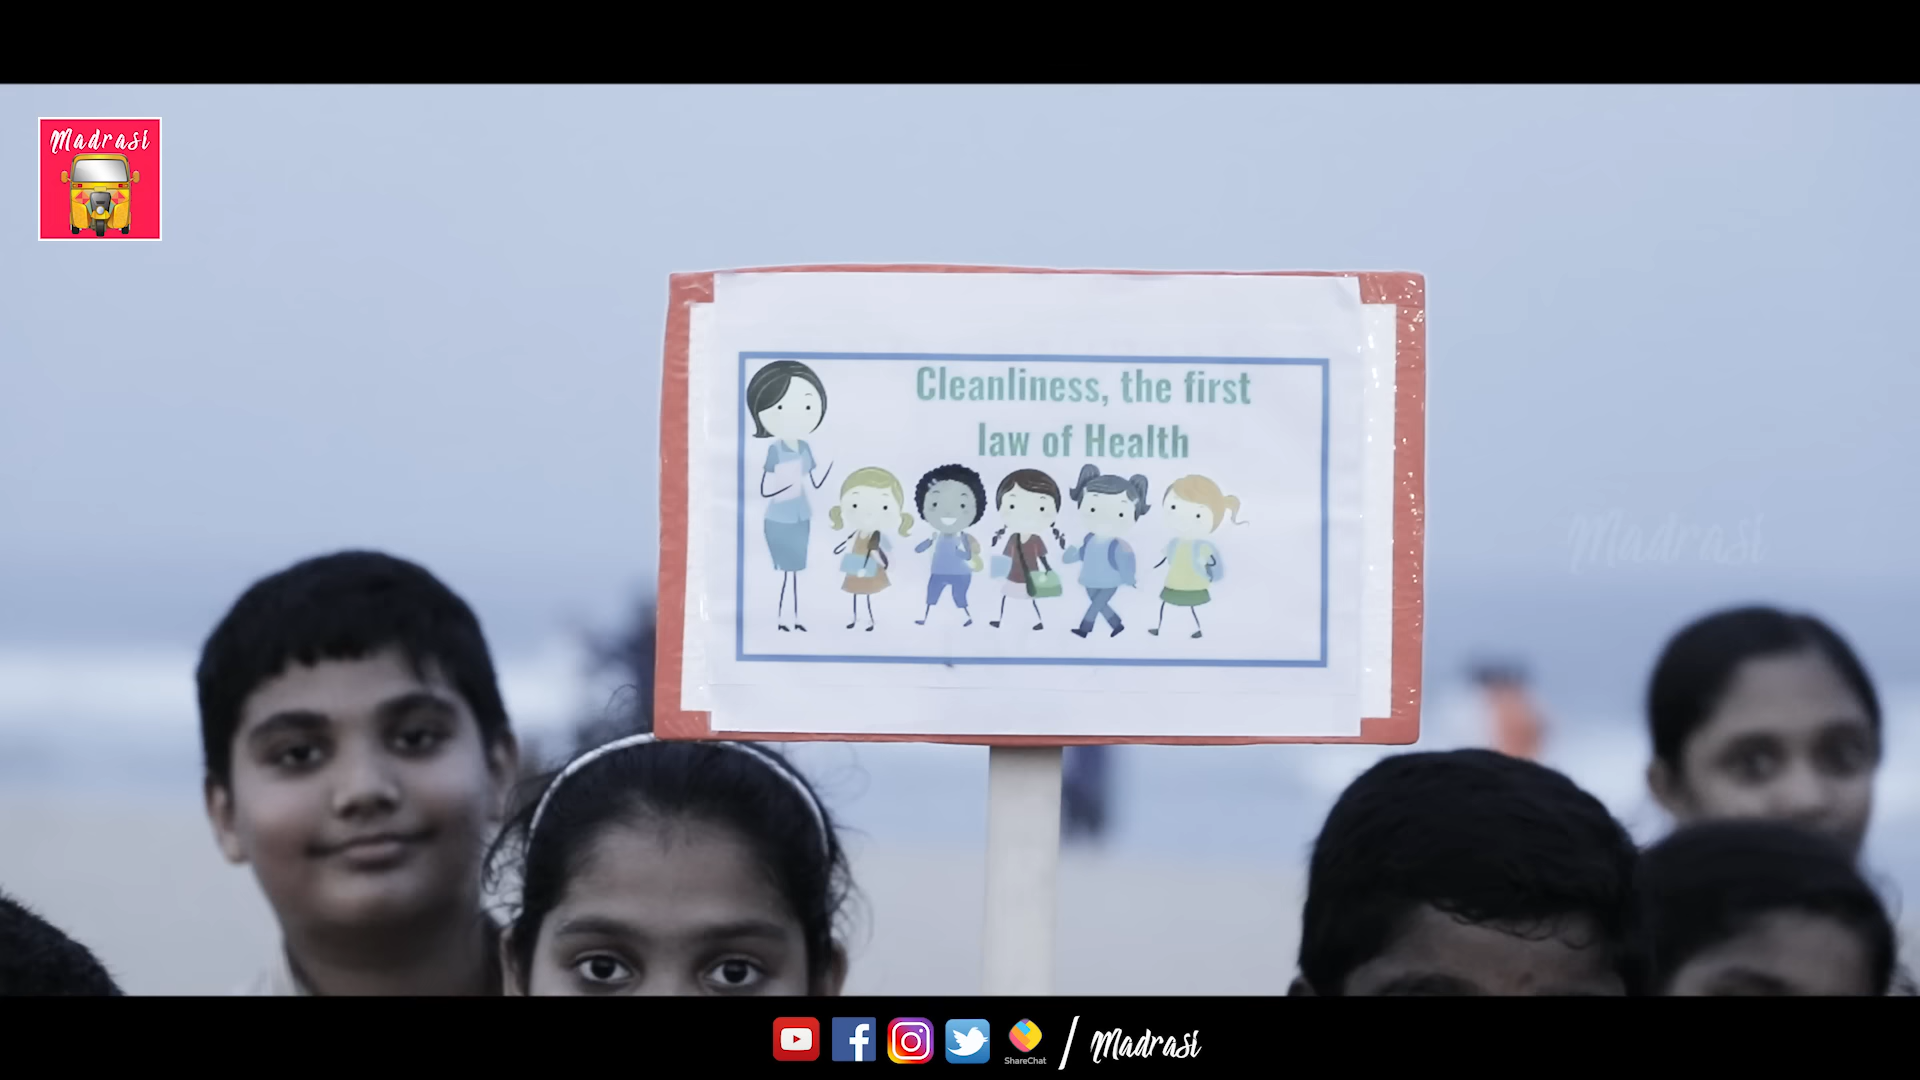 Madrasi
Cleanliness, the first
law of Health
Madrasi
ShareChat
/ Madrasi